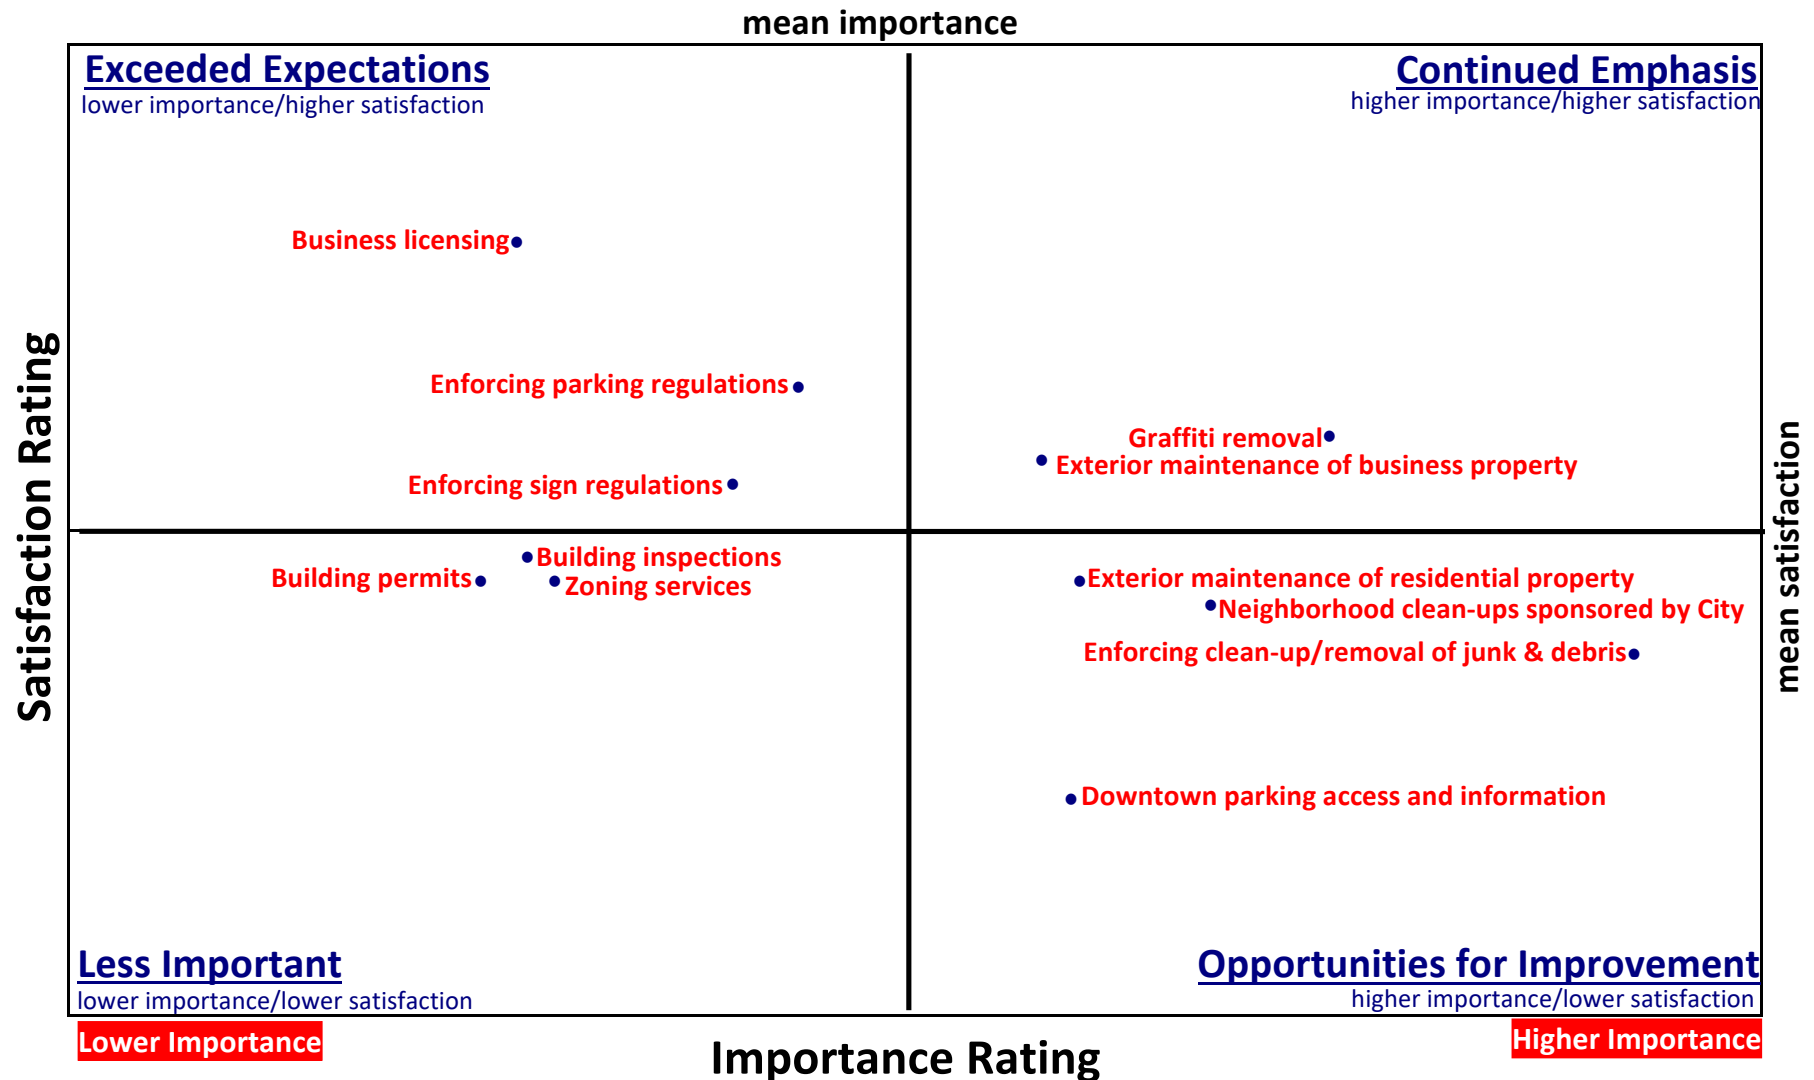 mean importance
Exceeded Expectations
lower importance/higher satisfaction
Continued Emphasis
higher importance/higher satisfaction
Business licensing
Enforcing parking regulations
Graffiti removal
Exterior maintenance of business property
Enforcing sign regulations
Satisfaction Rating
mean satisfaction
Building inspections
Building permits
Zoning services
Exterior maintenance of residential property
Neighborhood clean-ups sponsored by City
Enforcing clean-up/removal of junk & debris
Downtown parking access and information
Less Important
lower importance/lower satisfaction
Opportunities for Improvement
higher importance/lower satisfaction
Lower Importance
Importance Rating
Higher Importance